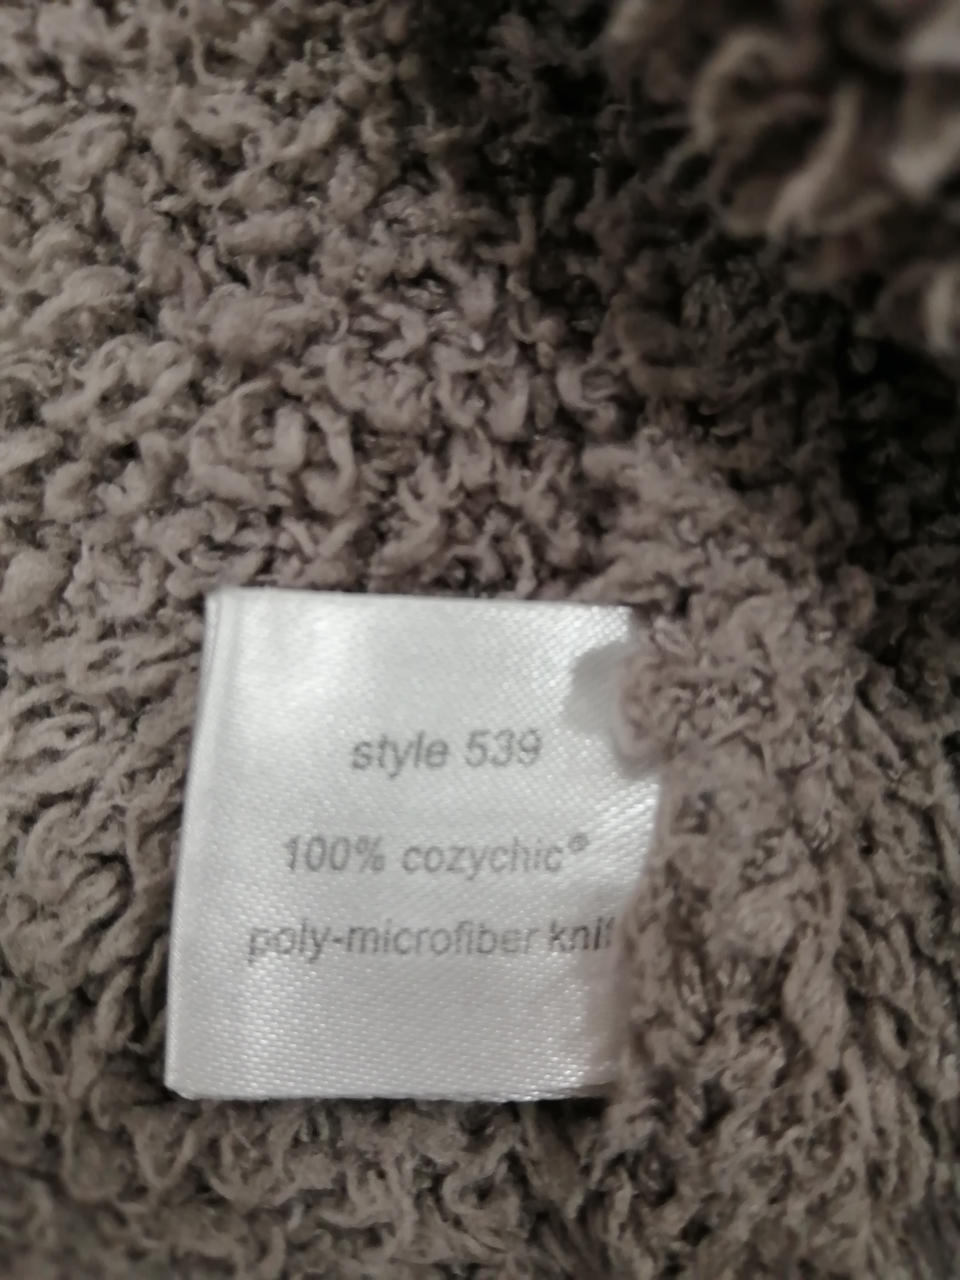 style 539
100% cozychic®
poly-microfiber knit